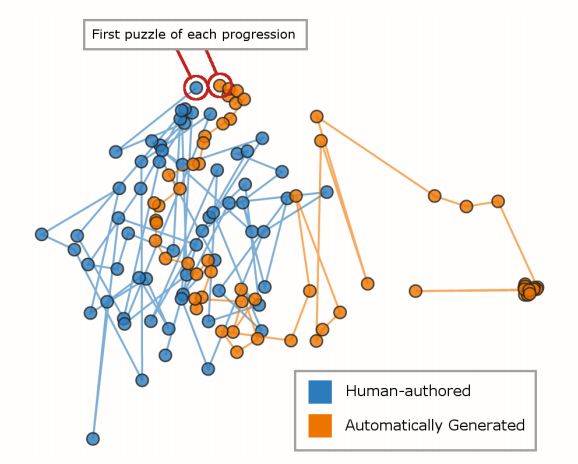 First puzzle of each progression
Human-authored
Automatically Generated